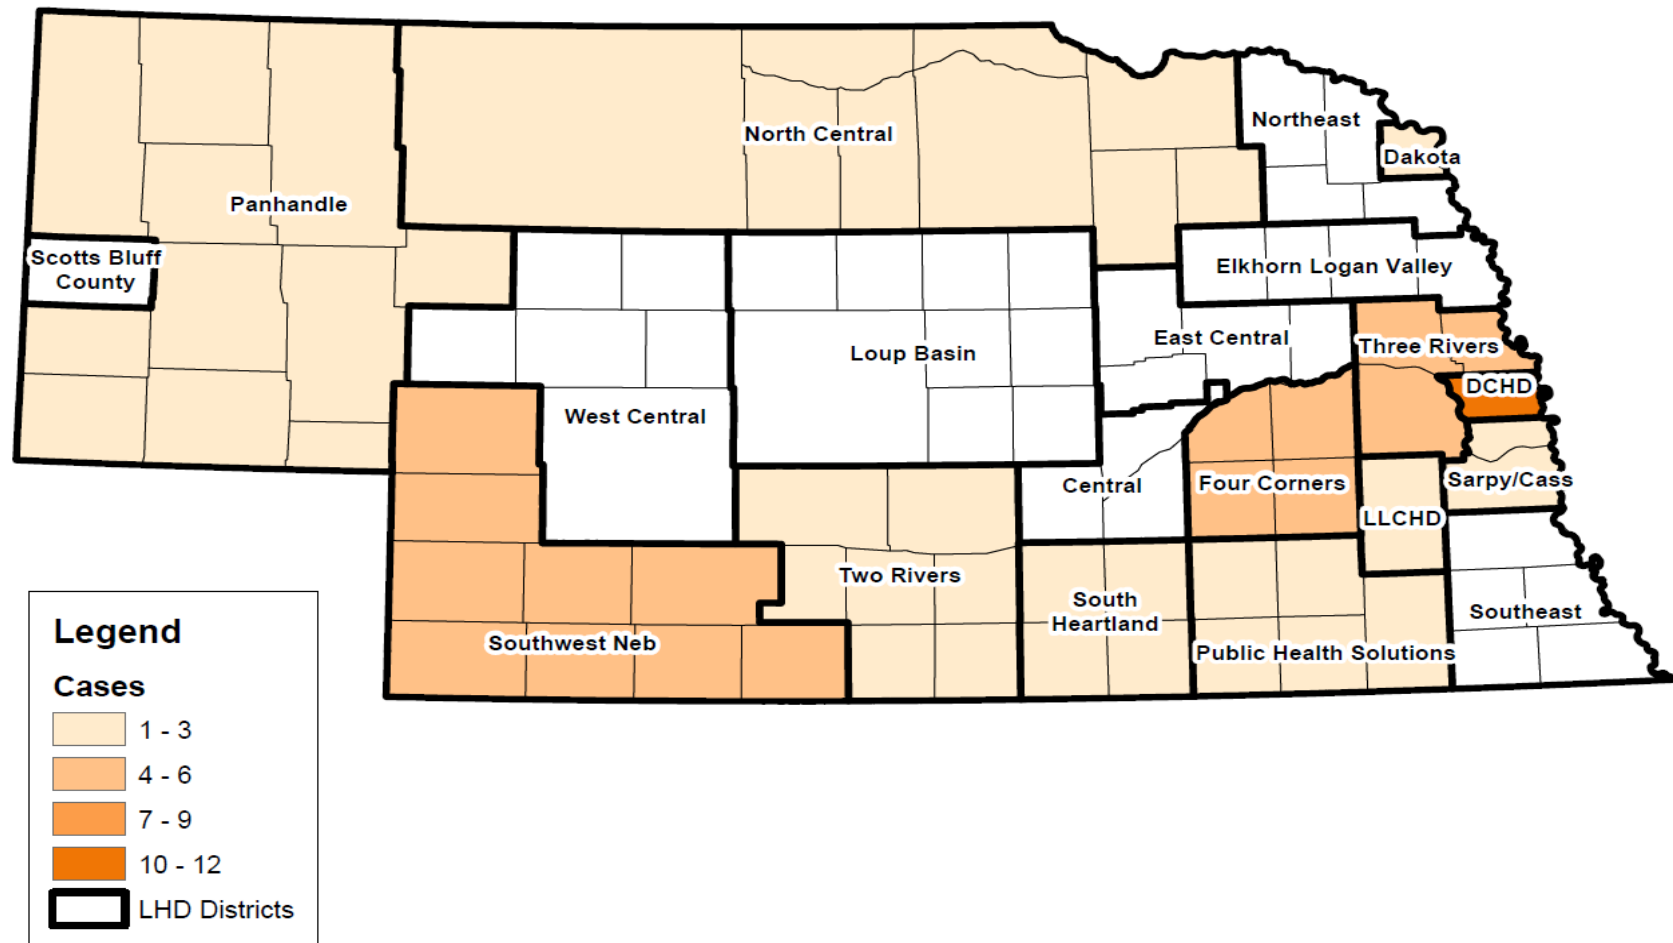 Northeast
North Central
Dakota
Panhandle
Scotts Bluff
County
Elkhorn Logan Valley
East Central
Three Rivers
Loup Basin
DCHD
West Central
Sarpy/Cass
Central
Four Corners
LLCHD
Two Rivers
South
Heartland
Southeast
Southwest Neb
Public Health Solutions
Legend
Cases
1 - 3
4 - 6
7 - 9
10 - 12
LHD Districts